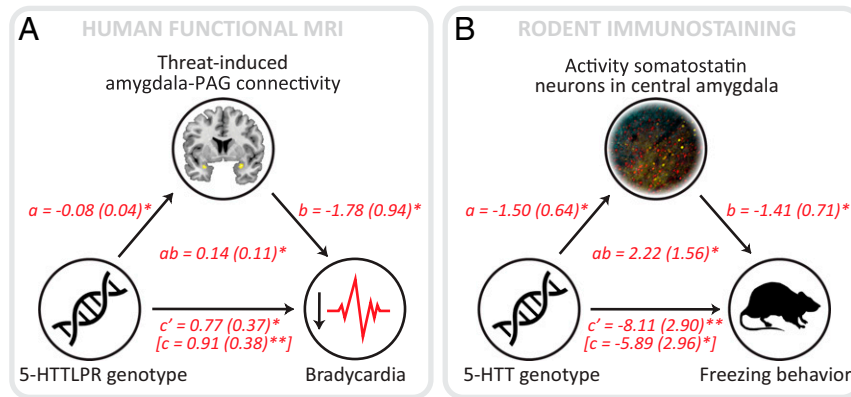 A
HUMAN FUNCTIONAL MRI
Threat-induced
amygdala-PAG connectivity
a = -0.08 (0.04)*
b = -1.78 (0.94)*
ab = 0.14 (0.11)*
c’ = 0.77 (0.37)*
[c = 0.91 (0.38)**]
5-HTTLPR genotype
Bradycardia
B
RODENT IMMUNOSTAINING
Activity somatostatin
neurons in central amygdala
a = -1.50 (0.64)*
b = -1.41 (0.71)*
ab = 2.22 (1.56)*
c’ = -8.11 (2.90)**
[c = -5.89 (2.96)*]
5-HTT genotype
Freezing behavior